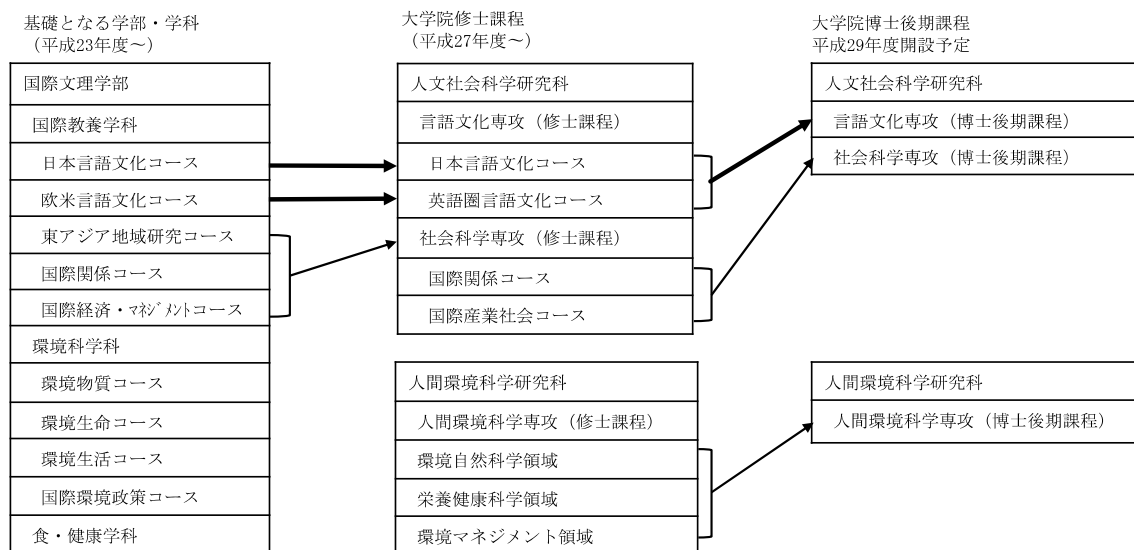 基礎となる学部・学科
（平成23年度～）
国際文理学部
国際教養学科
日本言語文化コース
欧米言語文化コース
東アジア地域研究コース
国際関係コース
国際経済・ﾏﾈｼﾞﾒﾝﾄコース
環境科学科
環境物質コース
環境生命コース
環境生活コース
国際環境政策コース
食・健康学科
大学院修士課程
（平成27年度～）
人文社会科学研究科
言語文化専攻（修士課程）
日本言語文化コース
英語圏言語文化コース
社会科学専攻（修士課程）
国際関係コース
国際産業社会コース
人間環境科学研究科
人間環境科学専攻（修士課程）
環境自然科学領域
栄養健康科学領域
環境マネジメント領域
大学院博士後期課程
平成29年度開設予定
人文社会科学研究科
言語文化専攻（博士後期課程）
社会科学専攻（博士後期課程）
人間環境科学研究科
人間環境科学専攻（博士後期課程）